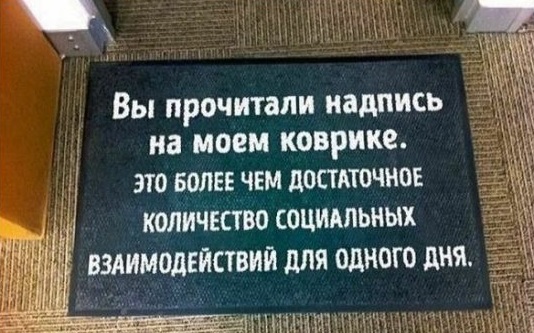 Вы прочитали надпись
на моем коврике.
ЭТО БОЛЕЕ ЧЕМ ДОСТАТОЧНОЕ
КОЛИЧЕСТВО СОЦИАЛЬНЫХ
ВЗАИМОДЕЙСТВИЙ ДЛЯ ОДНОГО ДНЯ.